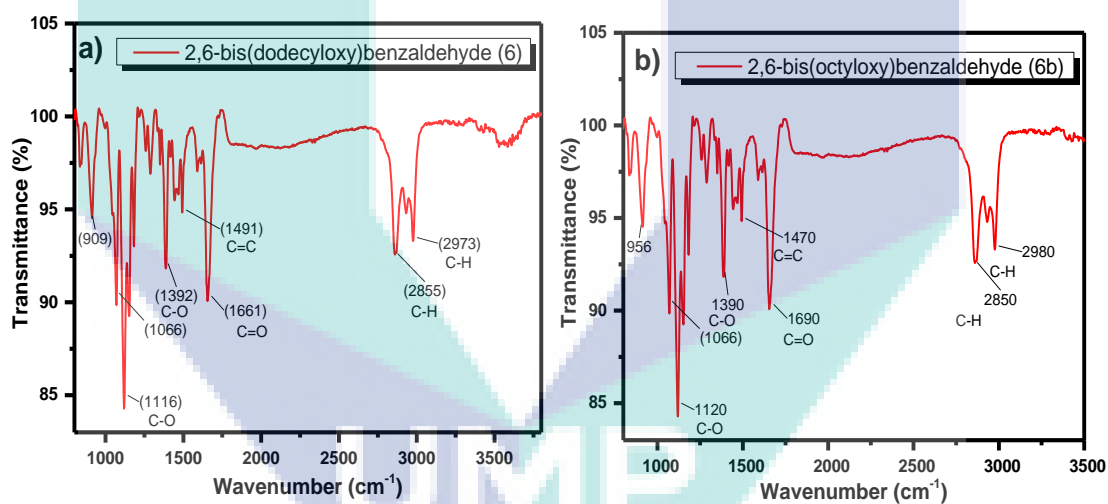 a)
2,6-bis(dodecyloxy)benzaldehyde (6)
105
100
95
90
85
Transmittance (%)
(909)
(1066)
(1116)
C-O
(1392)
C-O
(1491)
C=C
(1661)
C=O
(2855)
C-H
(2973)
C-H
1000 1500 2000 2500 3000 3500
Wavenumber (cm-1)
b)
2,6-bis(octyloxy)benzaldehyde (6b)
105
100
95
90
85
Transmittance (%)
956
(1066)
1120
C-O
1390
C-O
1470
C=C
1690
C=O
2980
C-H
2850
C-H
1000 1500 2000 2500 3000 3500
Wavenumber (cm-1)
UMP